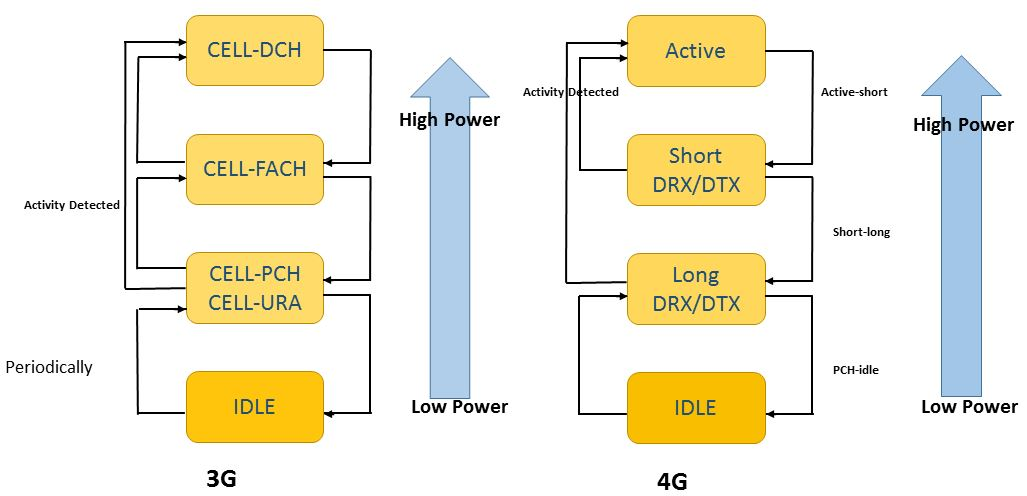 CELL-DCH
High Power
CELL-FACH
Activity Detected
CELL-PCH
CELL-URA
Periodically
IDLE
Low Power
3G
Active
Activity Detected
Active-short
High Power
Short
DRX/DTX
Short-long
Long
DRX/DTX
PCH-idle
IDLE
Low Power
4G